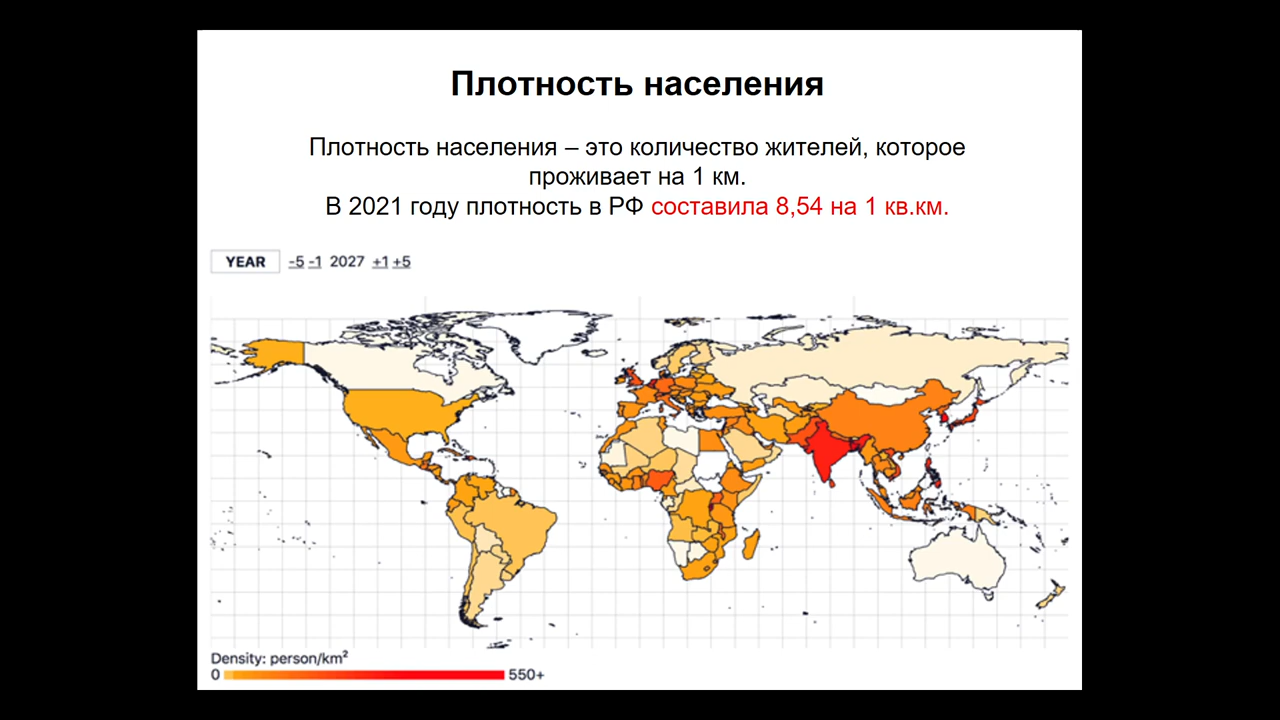 Плотность населения
Плотность населения – это количество жителей, которое
проживает на 1 км.
В 2021 году плотность в РФ составила 8,54 на 1 кв.км.
YEAR -5 -1 2027 +1 +5
Density: person/km²
0 550+